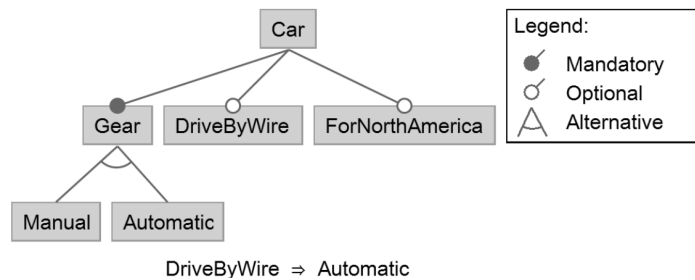 Car
Legend:
Mandatory
Optional
Alternative
Gear
DriveByWire
ForNorthAmerica
Manual
Automatic
DriveByWire ⇒ Automatic